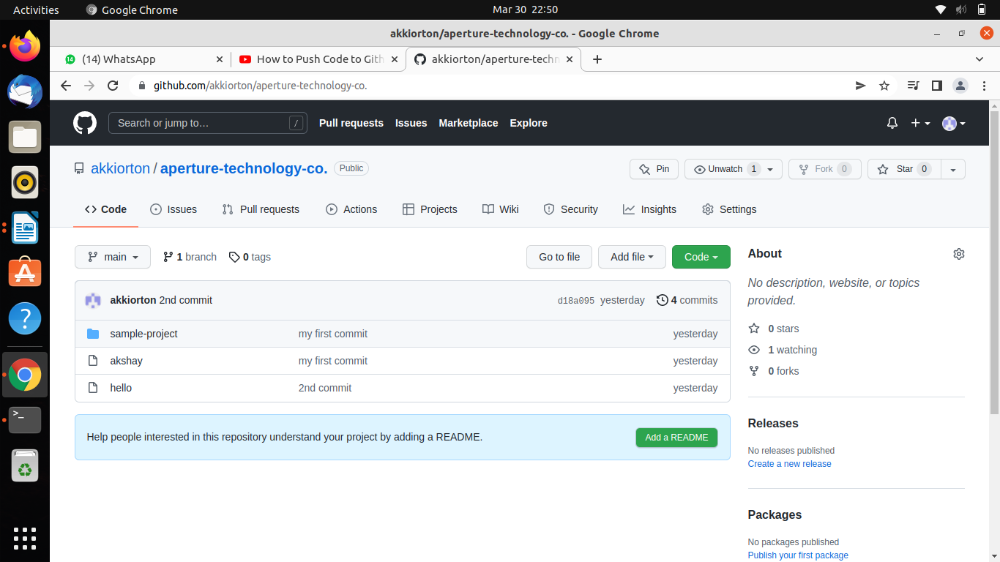 Activities Google Chrome Mar 30 22:50
akkiorton/aperture-technology-co. - Google Chrome
14 (14) WhatsApp How to Push Code to Gith akkiorton/aperture-techn
github.com/akkiorton/aperture-technology-co.
Search or jump to… / Pull requests Issues Marketplace Explore
akkiorton / aperture-technology-co. Public Pin Unwatch 1 Fork 0 Star 0
Code Issues Pull requests Actions Projects Wiki Security Insights Settings
main 1 branch 0 tags Go to file Add file Code
akkiorton 2nd commit d18a095 yesterday 4 commits
sample-project my first commit yesterday
akshay my first commit yesterday
hello 2nd commit yesterday
Help people interested in this repository understand your project by adding a README. Add a README
About
No description, website, or topics
provided.
0 stars
1 watching
0 forks
Releases
No releases published
Create a new release
Packages
No packages published
Publish your first package